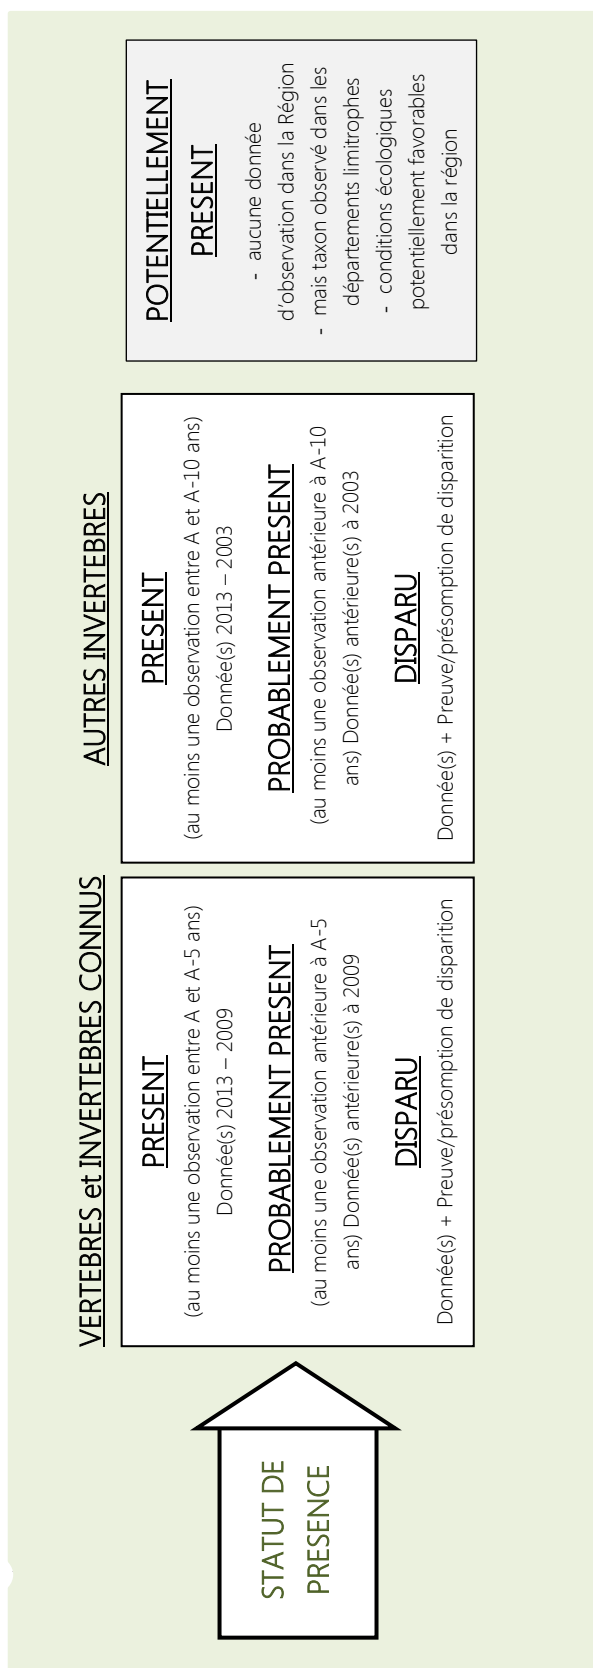 STATUT DE
PRESENCE
VERTEBRES et INVERTEBRES CONNUS
PRESENT
(au moins une observation entre A et A-5 ans)
Donnée(s) 2013 – 2009
PROBABLEMENT PRESENT
(au moins une observation antérieure à A-5
ans) Donnée(s) antérieure(s) à 2009
DISPARU
Donnée(s) + Preuve/présomption de disparition
AUTRES INVERTEBRES
PRESENT
(au moins une observation entre A et A-10 ans)
Donnée(s) 2013 – 2003
PROBABLEMENT PRESENT
(au moins une observation antérieure à A-10
ans) Donnée(s) antérieure(s) à 2003
DISPARU
Donnée(s) + Preuve/présomption de disparition
POTENTIELLEMENT
PRESENT
- aucune donnée
d'observation dans la Région
- mais taxon observé dans les
départements limitrophes
- conditions écologiques
potentiellement favorables
dans la région